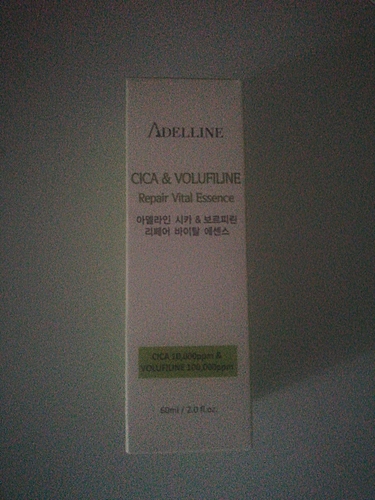 ADELLINE
CICA & VOLUFILINE
Repair Vital Essence
아델라인 시카 & 보르피린
리페어 바이탈 에센스
CICA 10,000ppm &
VOLUFILINE 100,000ppm
60ml / 2.0 fl.oz.